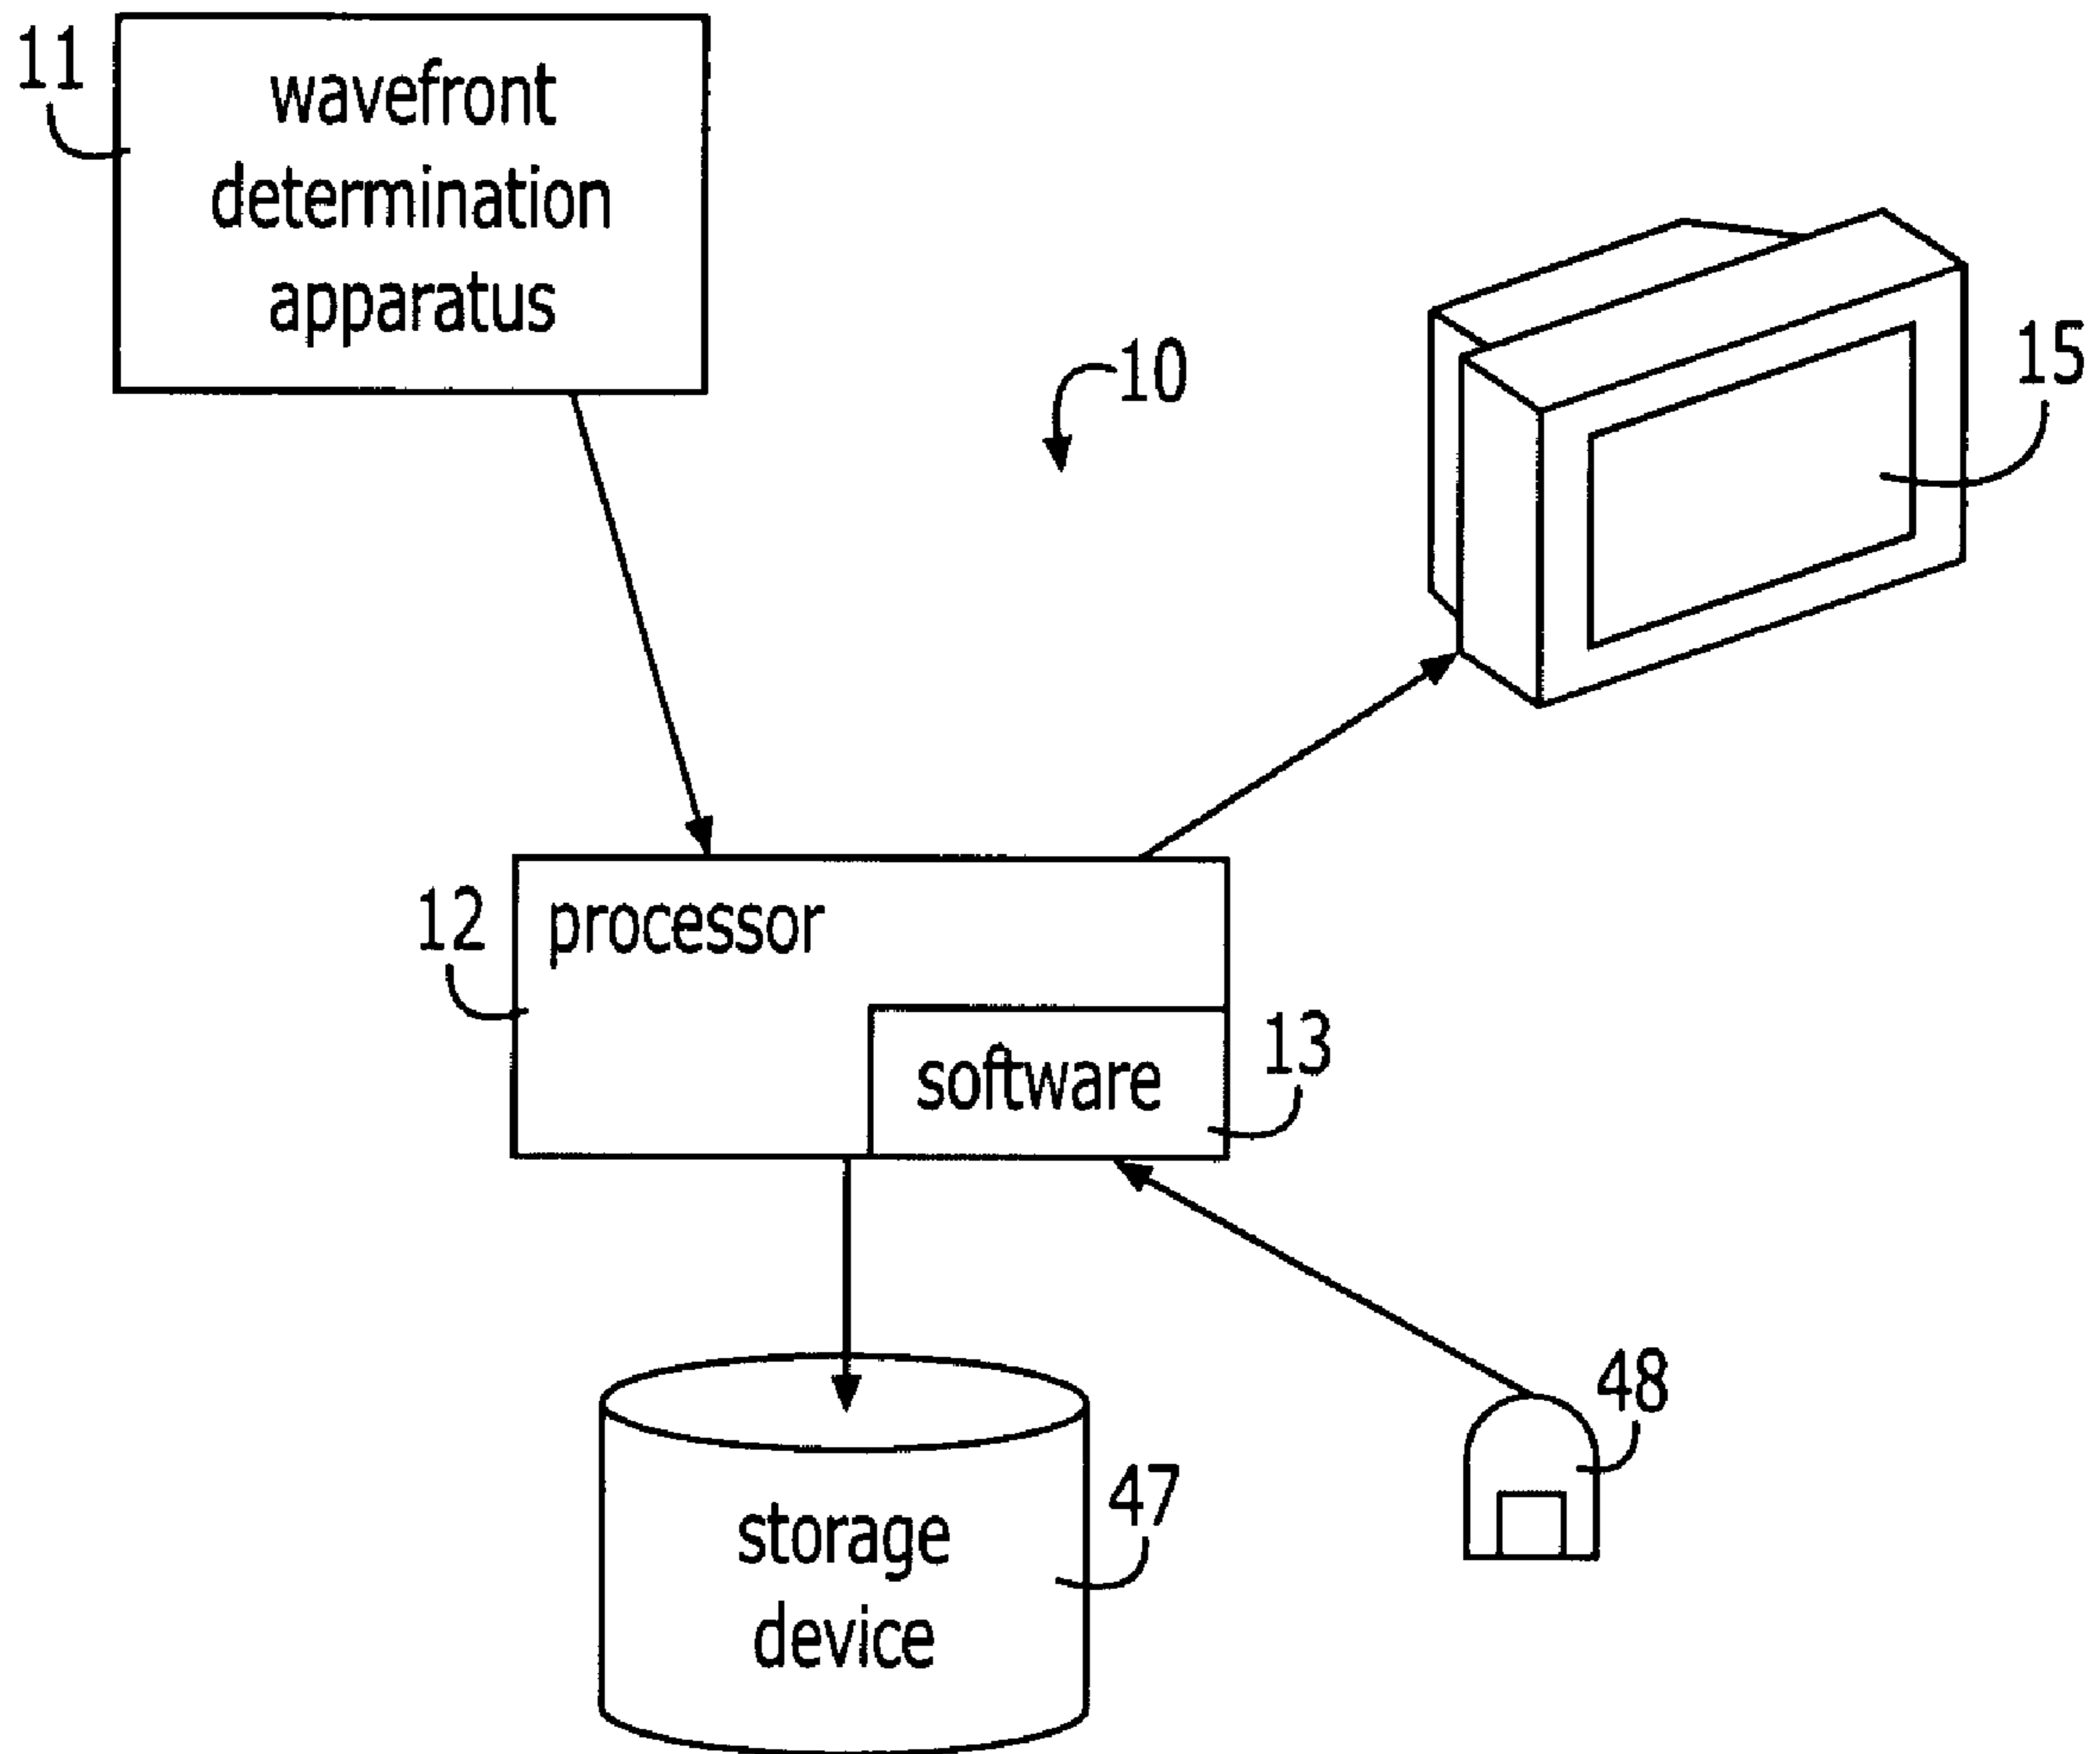 11
wavefront
determination
apparatus
10
15
12
processor
software
13
48
47
storage
device